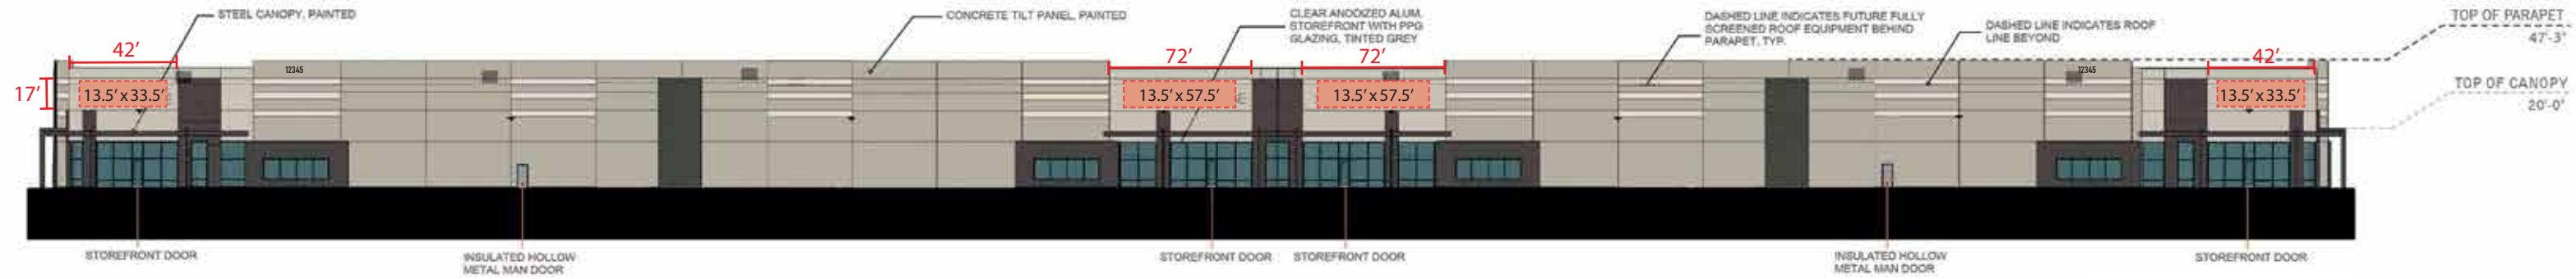 STEEL CANOPY, PAINTED
CONCRETE TILT PANEL, PAINTED
CLEAR ANODIZED ALUM.
STOREFRONT WITH PPG
GLAZING, TINTED GREY
DASHED LINE INDICATES FUTURE FULLY
SCREENED ROOF EQUIPMENT BEHIND
PARAPET, TYP.
DASHED LINE INDICATES ROOF
LINE BEYOND
TOP OF PARAPET
47'-3"
42’
72’
72’
42’
12345
12345
17’
13.5’ x 33.5’
13.5’ x 57.5’
13.5’ x 57.5’
13.5’ x 33.5’
TOP OF CANOPY
20'-0"
STOREFRONT DOOR
INSULATED HOLLOW
METAL MAN DOOR
STOREFRONT DOOR
STOREFRONT DOOR
INSULATED HOLLOW
METAL MAN DOOR
STOREFRONT DOOR